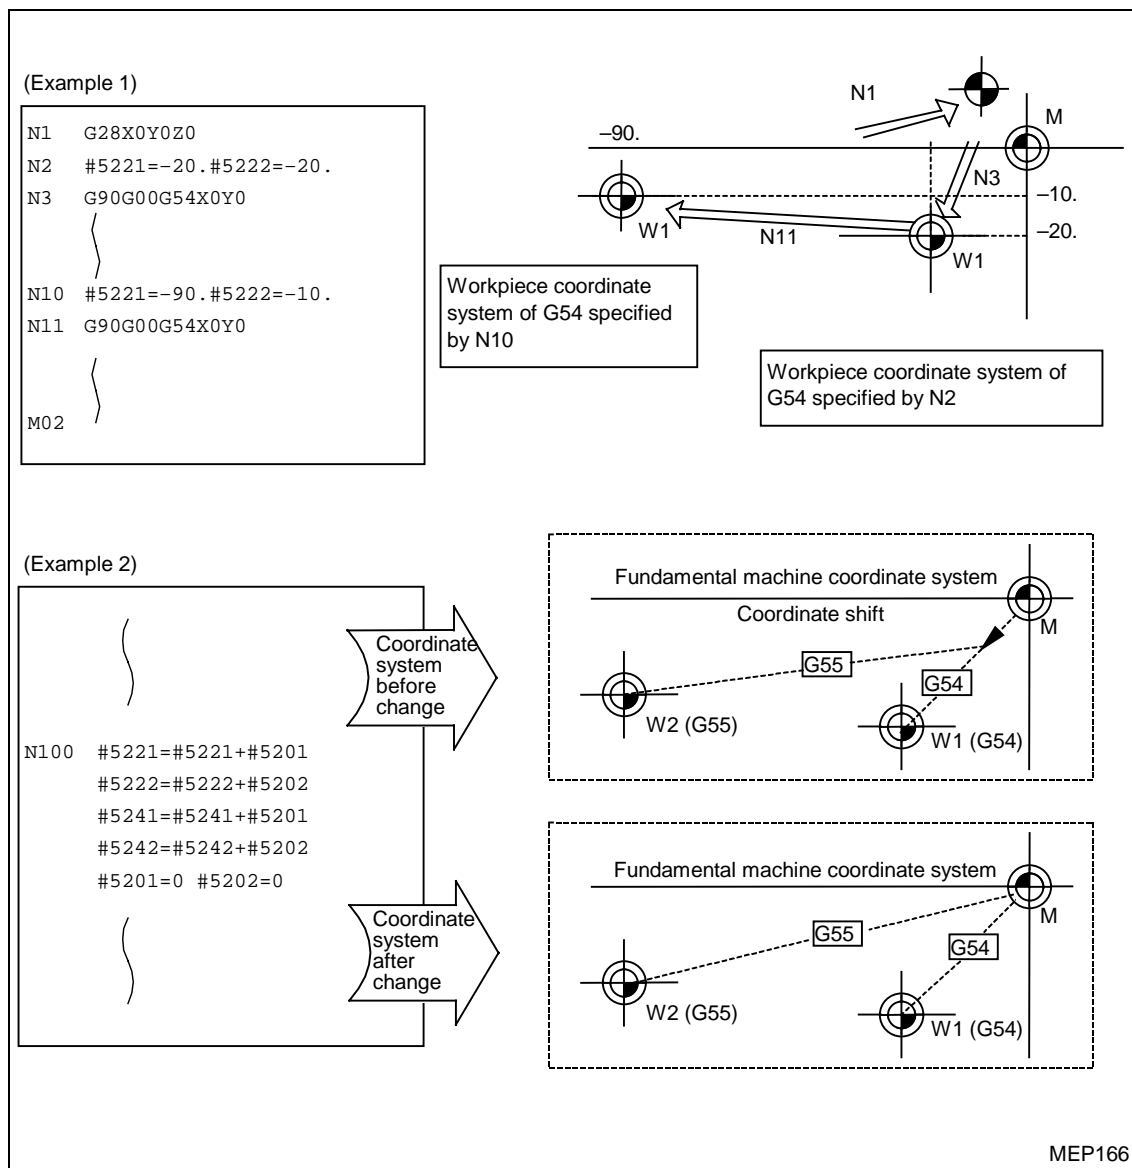 (Example 1)
N1 G28X0Y0Z0
N2 #5221=−20.#5222=−20.
N3 G90G00G54X0Y0
N10 #5221=−90.#5222=−10.
N11 G90G00G54X0Y0
M02
N1
M
−90.
N3
−10.
W1
N11
−20.
W1
Workpiece coordinate
system of G54 specified
by N10
Workpiece coordinate system of
G54 specified by N2
(Example 2)
N100 #5221=#5221+#5201
#5222=#5222+#5202
#5241=#5241+#5201
#5242=#5242+#5202
#5201=0 #5202=0
Coordinate
system
before
change
Fundamental machine coordinate system
Coordinate shift
M
G55
G54
W2 (G55)
W1 (G54)
Coordinate
system
after
change
Fundamental machine coordinate system
M
G55
G54
W2 (G55)
W1 (G54)
MEP166